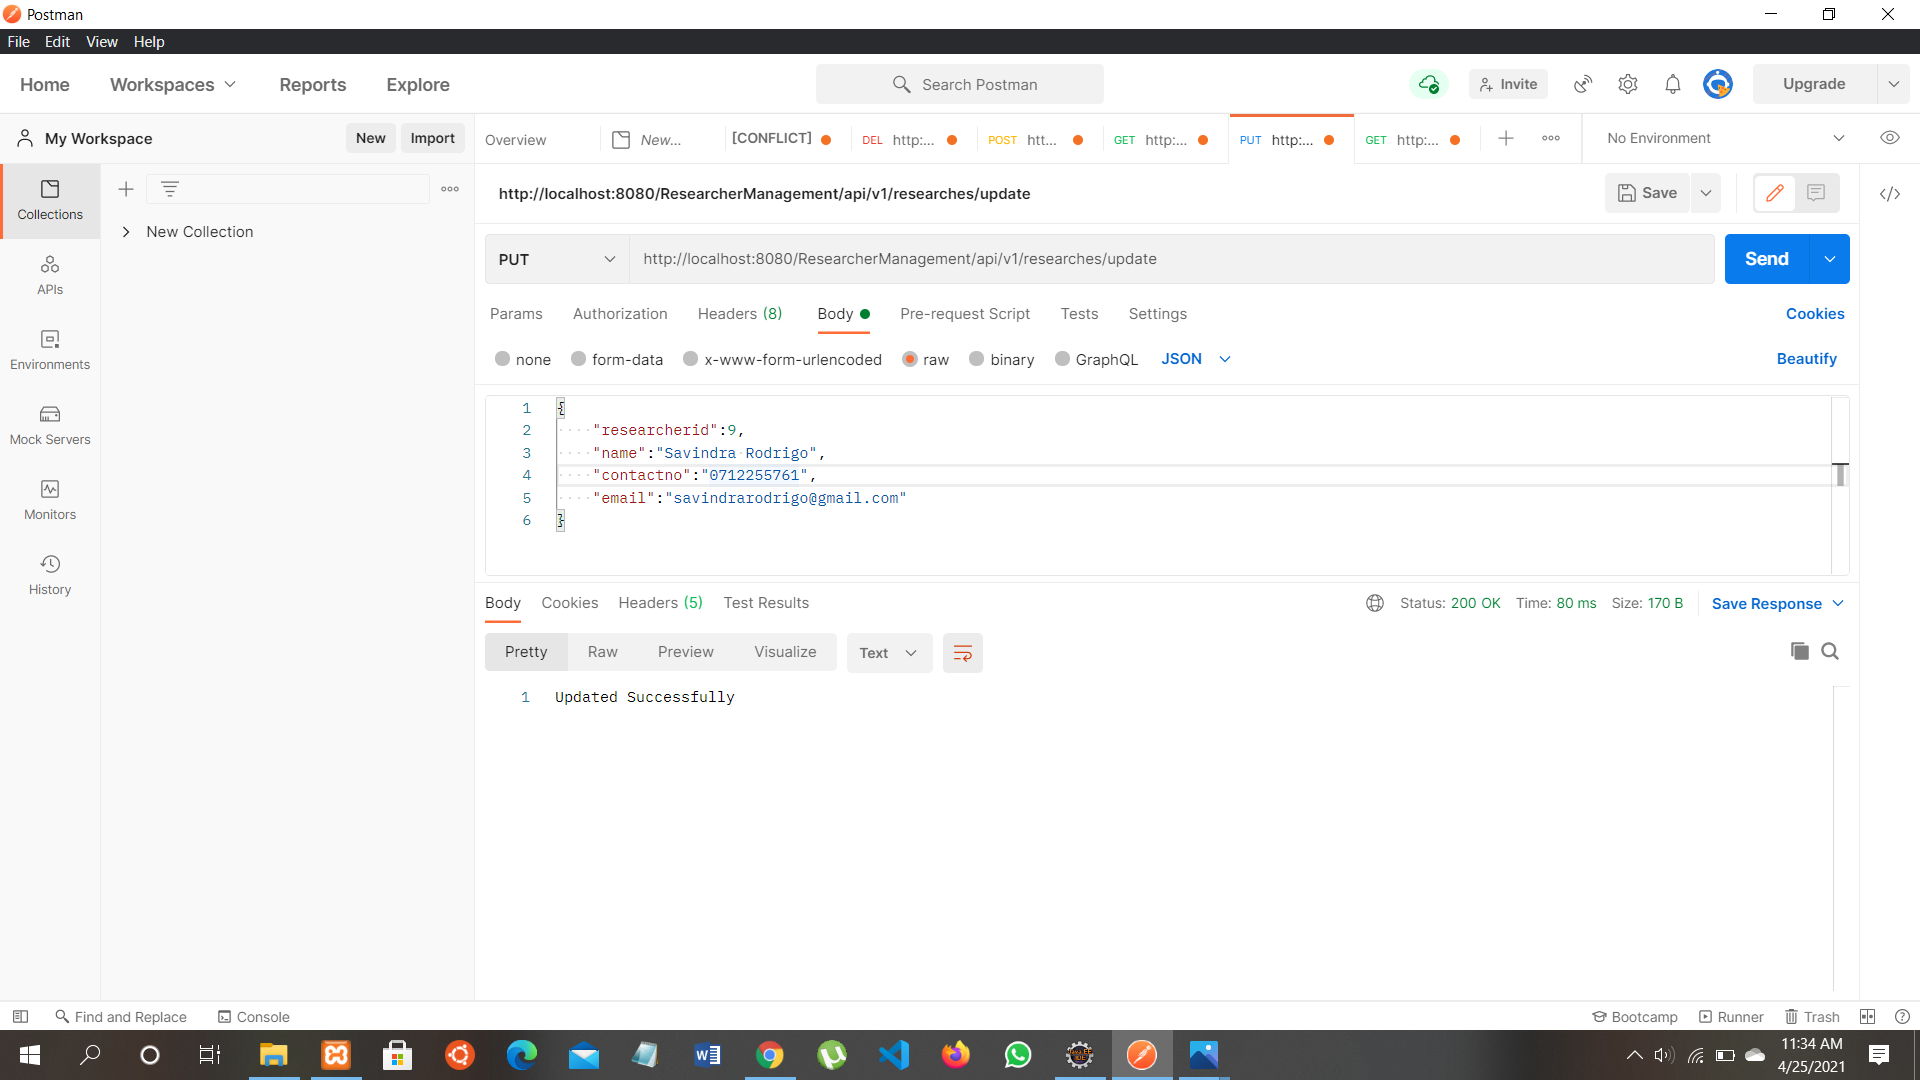 Postman
File Edit View Help
Home Workspaces Reports Explore
Search Postman
Invite
Upgrade
My Workspace
New Import
Overview New... [CONFLICT] DEL http:... POST htt... GET http:... PUT http:... GET http:...
No Environment
Collections
APIs
Environments
Mock Servers
Monitors
History
New Collection
http://localhost:8080/ResearcherManagement/api/v1/researches/update
Save
PUT http://localhost:8080/ResearcherManagement/api/v1/researches/update
Send
Params Authorization Headers (8) Body Pre-request Script Tests Settings
Cookies
none form-data x-www-form-urlencoded raw binary GraphQL JSON
Beautify
1 {
2 "researcherid":9,
3 "name":"Savindra Rodrigo",
4 "contactno":"0712255761",
5 "email":"savindrarodrigo@gmail.com"
6 }
Body Cookies Headers (5) Test Results
Status: 200 OK Time: 80 ms Size: 170 B
Save Response
Pretty Raw Preview Visualize Text
1 Updated Successfully
Find and Replace Console
Bootcamp Runner Trash
11:34 AM
4/25/2021